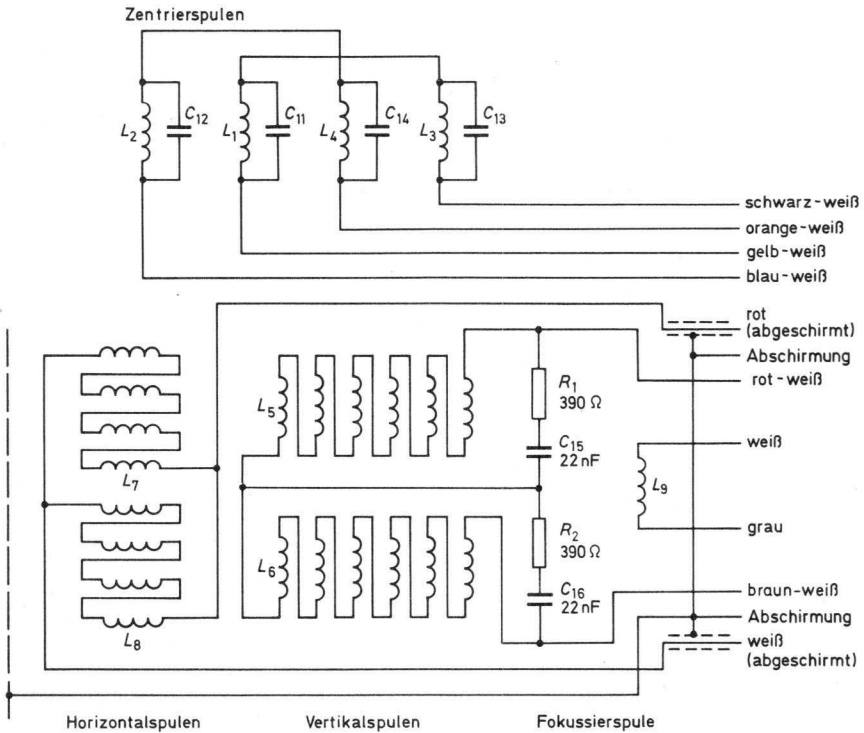 Zentrierspulen
L2
C12
L1
C11
L4
C14
L3
C13
schwarz-weiß
orange-weiß
gelb-weiß
blau-weiß
rot
(abgeschirmt)
Abschirmung
rot-weiß
L5
R1
390 Ω
C15
22 nF
weiß
L7
L9
grau
L6
R2
390 Ω
C16
22 nF
braun-weiß
Abschirmung
L8
weiß
(abgeschirmt)
Horizontalspulen
Vertikalspulen
Fokussierspule